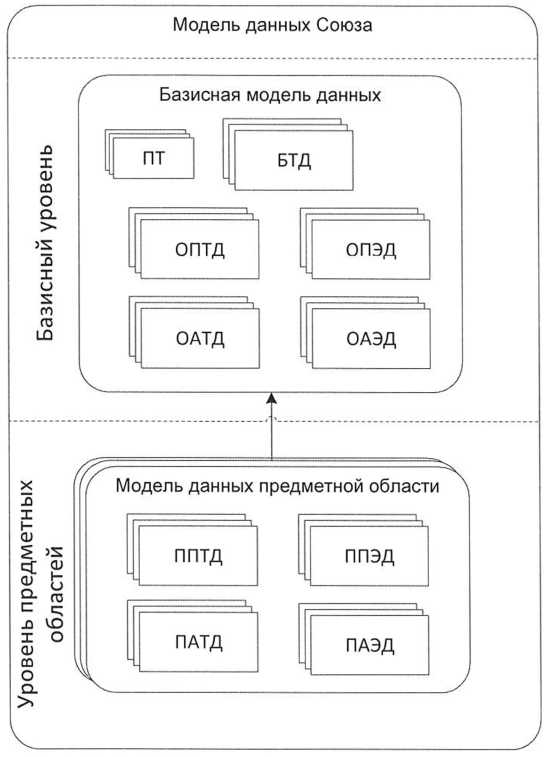 Модель данных Союза
Базисный уровень
Базисная модель данных
ПТ
БТД
ОПТД
ОПЭД
ОАТД
ОАЭД
Уровень предметных
областей
Модель данных предметной области
ППТД
ППЭД
ПАТД
ПАЭД